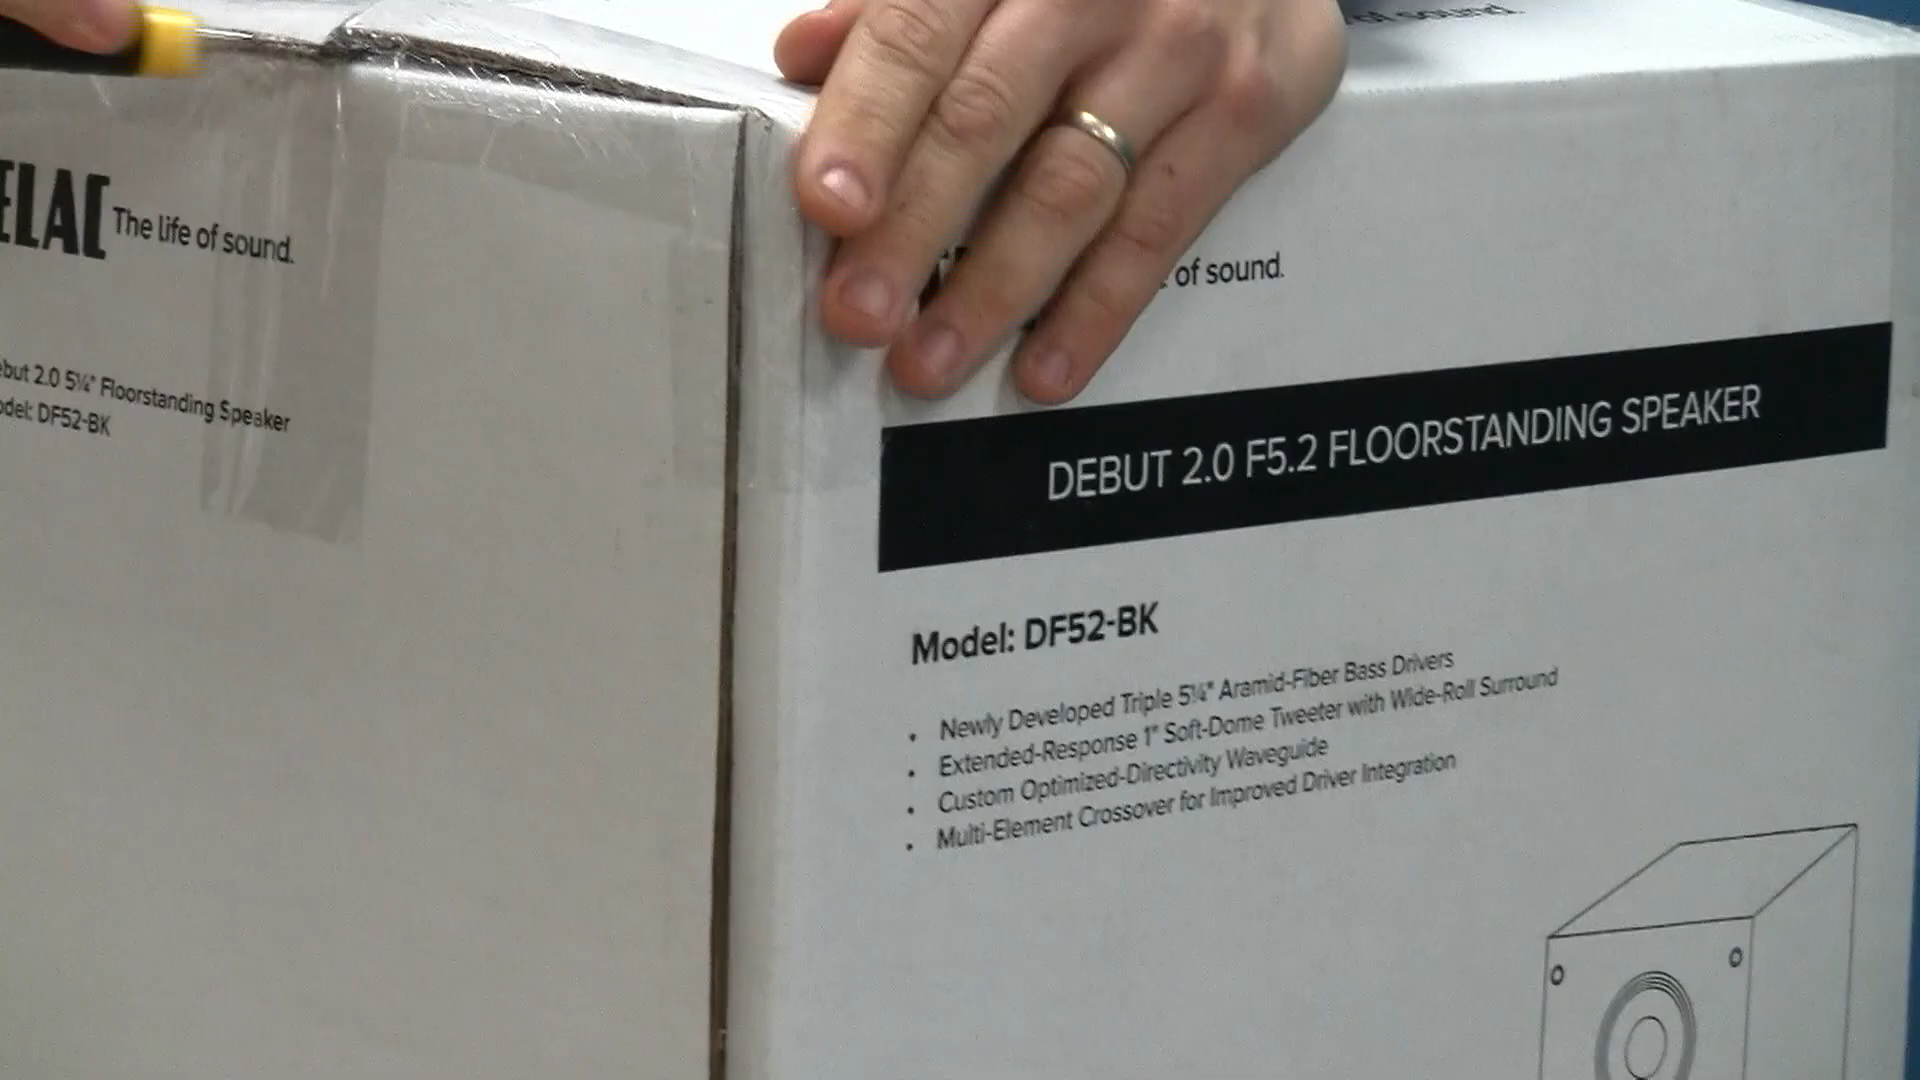 ELAC The life of sound.
but 2.0 5¼" Floorstanding Speaker
del: DF52-BK
of sound.
of sound.
DEBUT 2.0 F5.2 FLOORSTANDING SPEAKER
Model: DF52-BK
• Newly Developed Triple 5¼" Aramid-Fiber Bass Drivers
• Extended-Response 1" Soft-Dome Tweeter with Wide-Roll Surround
• Custom Optimized-Directivity Waveguide
• Multi-Element Crossover for Improved Driver Integration